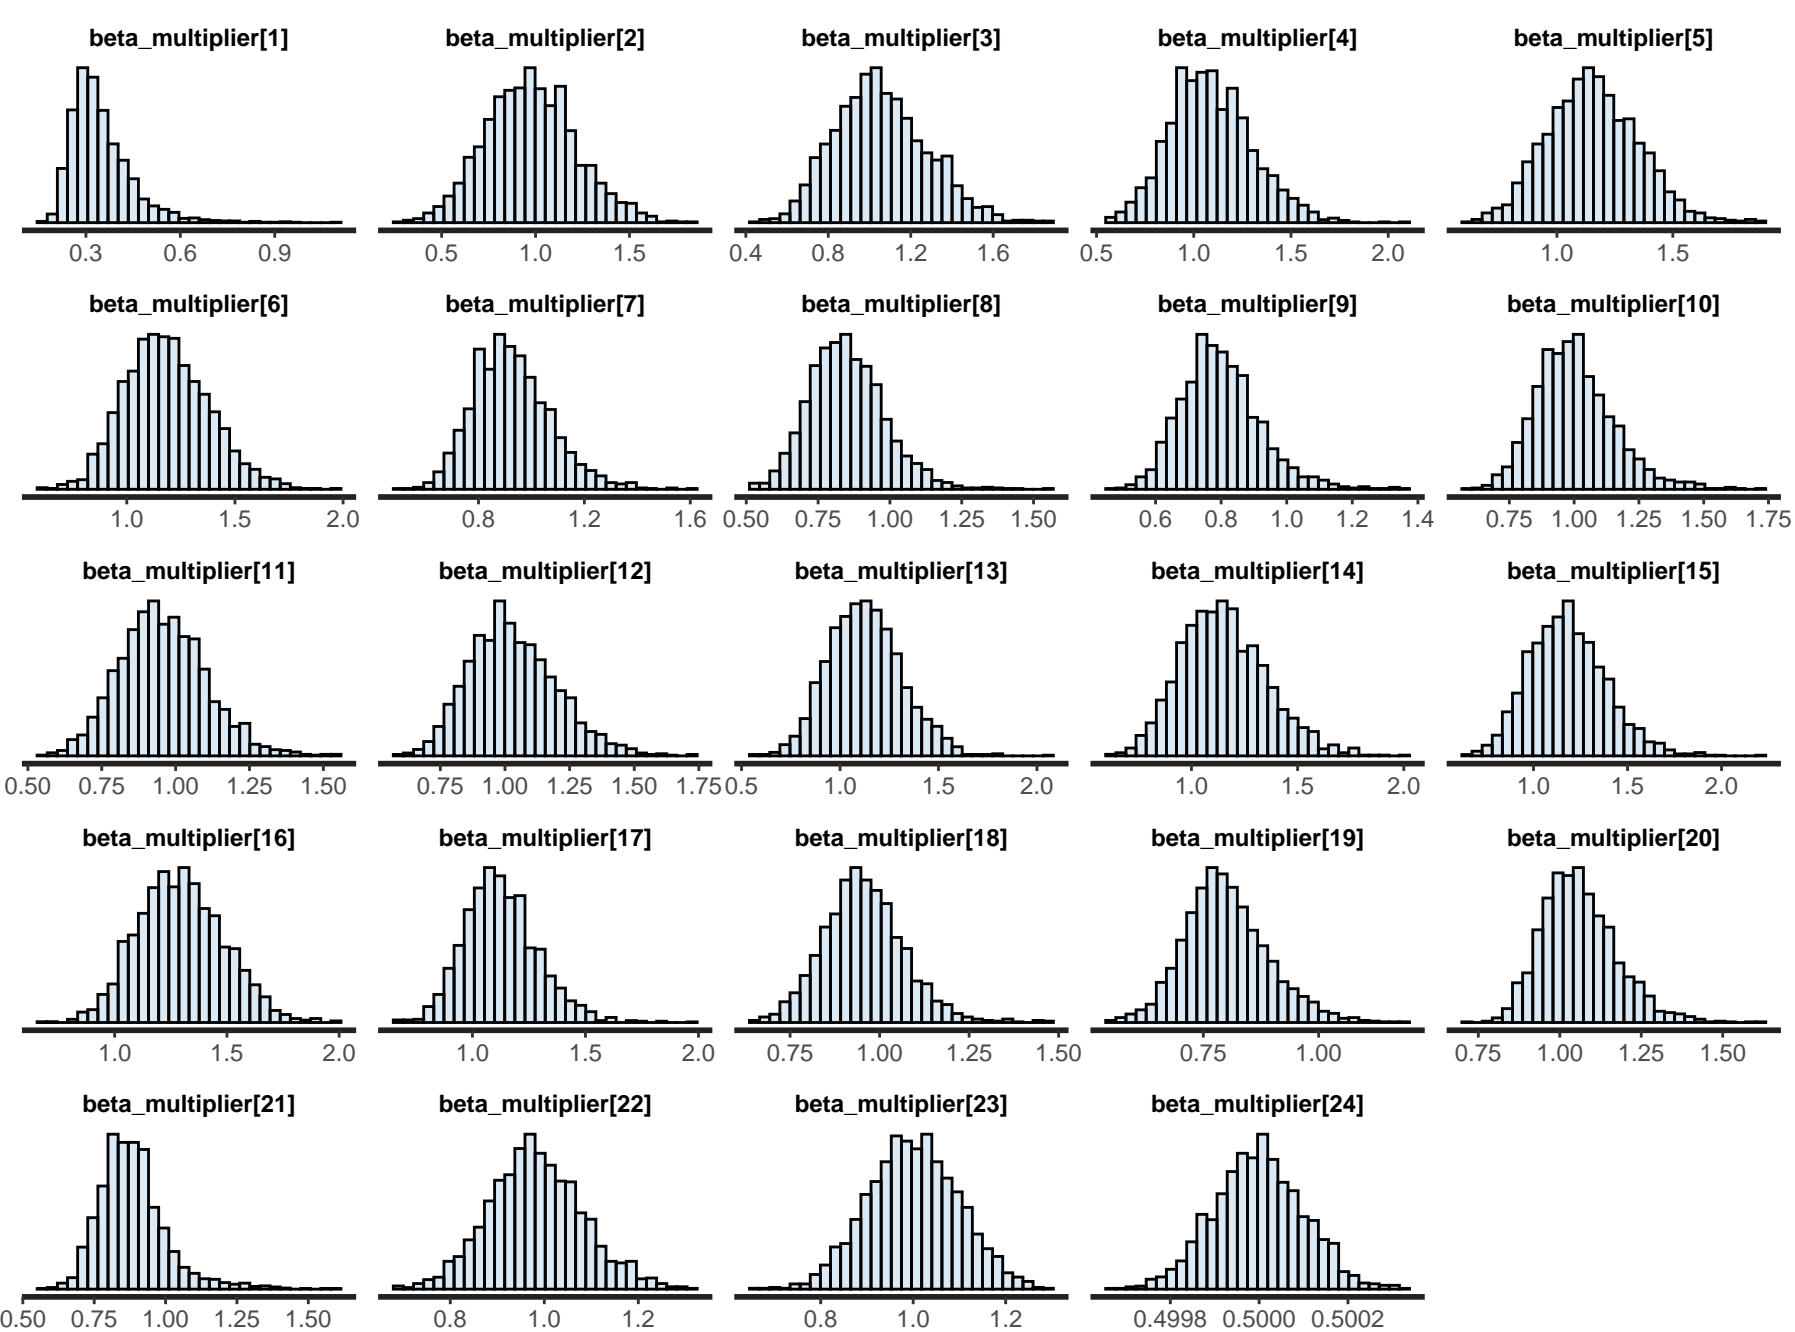 beta_multiplier[1] beta_multiplier[2] beta_multiplier[3] beta_multiplier[4] beta_multiplier[5]
0.3 0.6 0.9 0.5 1.0 1.5 0.4 0.8 1.2 1.6 0.5 1.0 1.5 2.0 1.0 1.5
beta_multiplier[6] beta_multiplier[7] beta_multiplier[8] beta_multiplier[9] beta_multiplier[10]
1.0 1.5 2.0 0.8 1.2 1.6 0.50 0.75 1.00 1.25 1.50 0.6 0.8 1.0 1.2 1.4 0.75 1.00 1.25 1.50 1.75
beta_multiplier[11] beta_multiplier[12] beta_multiplier[13] beta_multiplier[14] beta_multiplier[15]
0.50 0.75 1.00 1.25 1.50 0.75 1.00 1.25 1.50 1.75 0.5 1.0 1.5 2.0 1.0 1.5 2.0 1.0 1.5 2.0
beta_multiplier[16] beta_multiplier[17] beta_multiplier[18] beta_multiplier[19] beta_multiplier[20]
1.0 1.5 2.0 1.0 1.5 2.0 0.75 1.00 1.25 1.50 0.75 1.00 0.75 1.00 1.25 1.50
beta_multiplier[21] beta_multiplier[22] beta_multiplier[23] beta_multiplier[24]
0.50 0.75 1.00 1.25 1.50 0.8 1.0 1.2 0.8 1.0 1.2 0.4998 0.5000 0.5002